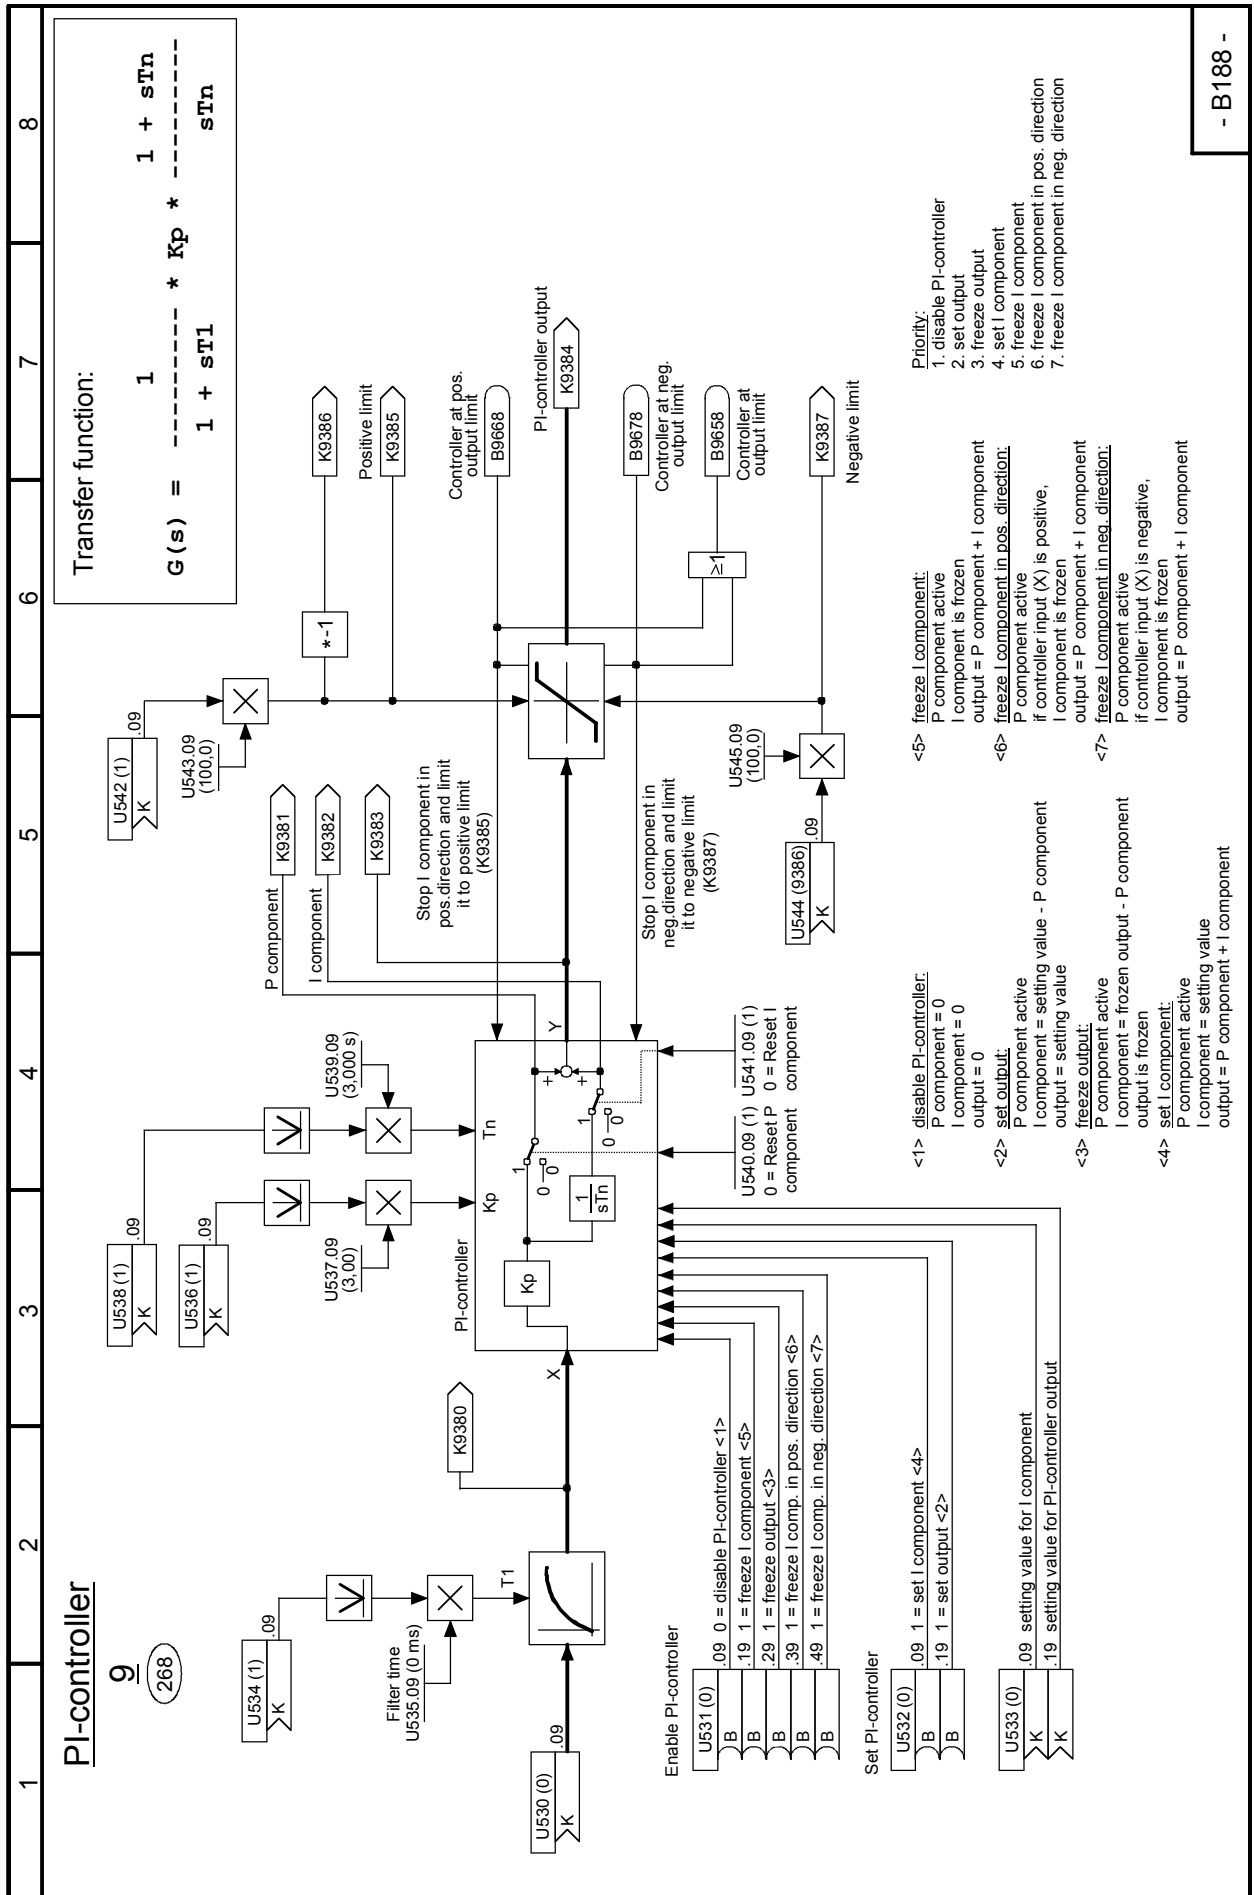 1 2 3 4 5 6 7 8
PI-controller
9
268
Transfer function:
1 1 + sTn
G(s) = -------- * Kp * ----------
1 + sT1 sTn
U534 (1)
K
.09
Filter time
U535.09 (0 ms)
T1
U530 (0)
K
.09
K9380
X
U538 (1)
K
.09
U536 (1)
K
.09
U537.09
(3,00)
U539.09
(3,000 s)
PI-controller
Kp
Tn
Kp
1
sTn
1
0
0
1
0
0
+
+
Y
U540.09 (1)
0 = Reset P
component
U541.09 (1)
0 = Reset I
component
P component
K9381
I component
K9382
K9383
Stop I component in
pos.direction and limit
it to positive limit
(K9385)
Stop I component in
neg.direction and limit
it to negative limit
(K9387)
U542 (1)
K
.09
U543.09
(100,0)
*-1
K9386
Positive limit
K9385
Controller at pos.
output limit
B9668
PI-controller output
K9384
B9678
Controller at neg.
output limit
≥1
B9658
Controller at
output limit
U545.09
(100,0)
U544 (9386)
K
.09
K9387
Negative limit
Enable PI-controller
U531 (0)
B .09 0 = disable PI-controller <1>
B .19 1 = freeze I component <5>
B .29 1 = freeze output <3>
B .39 1 = freeze I comp. in pos. direction <6>
B .49 1 = freeze I comp. in neg. direction <7>
Set PI-controller
U532 (0)
B .09 1 = set I component <4>
B .19 1 = set output <2>
U533 (0)
K .09 setting value for I component
K .19 setting value for PI-controller output
<1> disable PI-controller:
P component = 0
I component = 0
output = 0
<2> set output:
P component active
I component = setting value - P component
output = setting value
<3> freeze output:
P component active
I component = frozen output - P component
output is frozen
<4> set I component:
P component active
I component = setting value
output = P component + I component
<5> freeze I component:
P component active
I component is frozen
output = P component + I component
<6> freeze I component in pos. direction:
P component active
if controller input (X) is positive,
I component is frozen
output = P component + I component
<7> freeze I component in neg. direction:
P component active
if controller input (X) is negative,
I component is frozen
output = P component + I component
Priority:
1. disable PI-controller
2. set output
3. freeze output
4. set I component
5. freeze I component
6. freeze I component in pos. direction
7. freeze I component in neg. direction
- B188 -